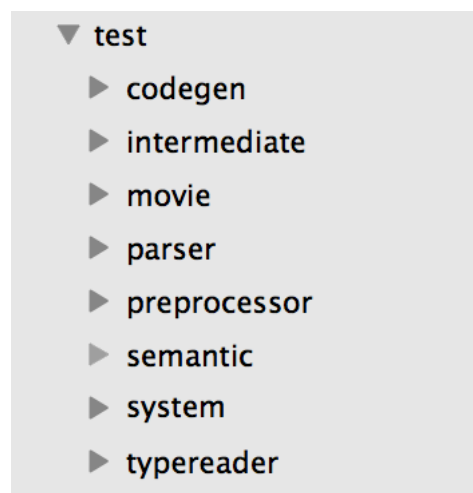 test
codegen
intermediate
movie
parser
preprocessor
semantic
system
typereader